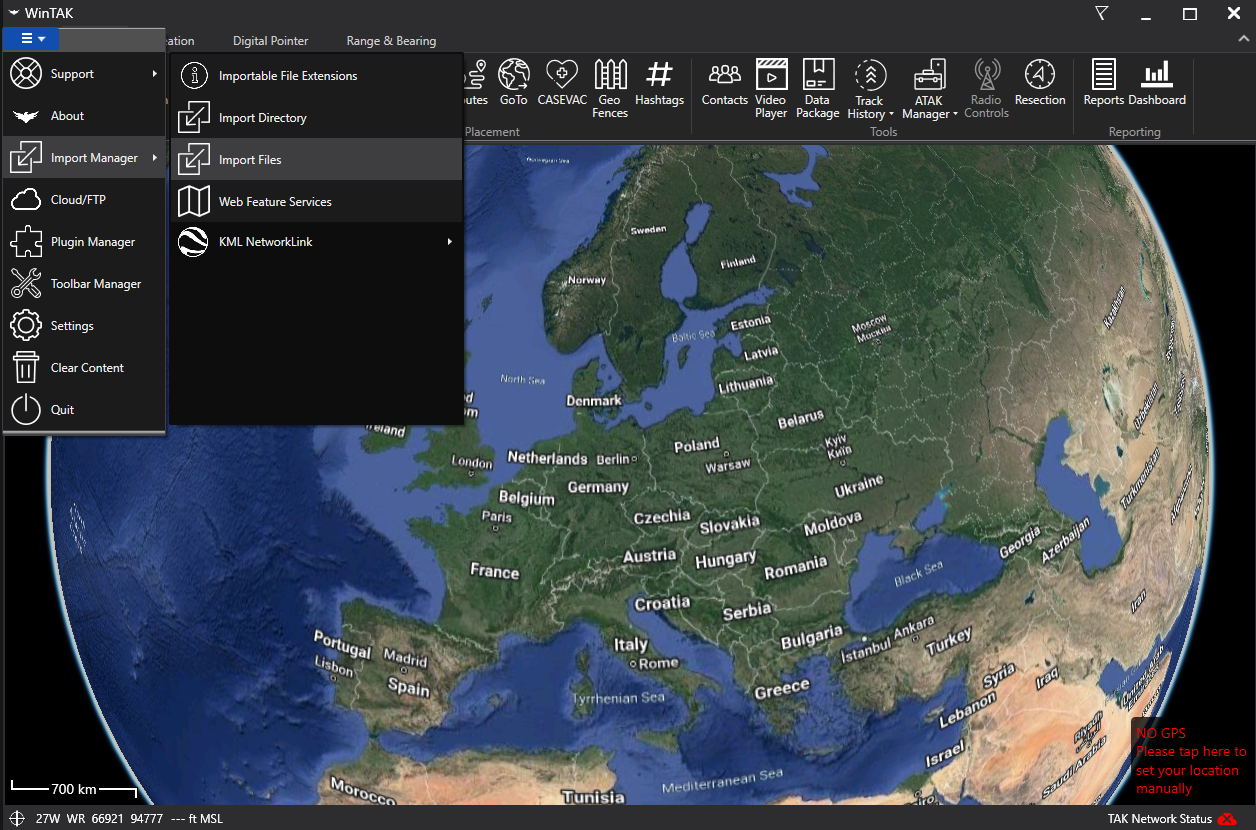 WinTAK
ation
Digital Pointer
Range & Bearing
Support
About
Import Manager
Cloud/FTP
Plugin Manager
Toolbar Manager
Settings
Clear Content
Quit
Importable File Extensions
Import Directory
Import Files
Web Feature Services
KML NetworkLink
utes
GoTo
CASEVAC
Geo
Fences
Hashtags
Placement
Contacts
Video
Player
Data
Package
Track
History
ATAK
Manager
Radio
Controls
Resection
Tools
Reports
Dashboard
Reporting
Norwegian Sea
Sweden
Finland
Norway
Estonia
Baltic Sea
Latvia
Lithuania
Moscow
Москва
Kazakhstan
North Sea
Denmark
d
om
Ireland
London
Netherlands
Berlin
Poland
Warsaw
Belarus
Kyiv
Київ
Uzbekistan
Turkmenistan
Belgium
Germany
Ukraine
Paris
Czechia
Slovakia
Moldova
Georgia
Azerbaijan
France
Austria
Hungary
Romania
Black Sea
Iran
Croatia
Serbia
Bulgaria
Istanbul
Ankara
Turkey
Portugal
Lisbon
Madrid
Spain
Italy
Rome
Tyrrhenian Sea
Greece
Syria
Iraq
Lebanon
Israel
Riyadh
Saudi Arabia
Morocco
Tunisia
Mediterranean Sea
iro
NO GPS
Please tap here to
set your location
manually
700 km
27W WR 66921 94777 --- ft MSL
TAK Network Status